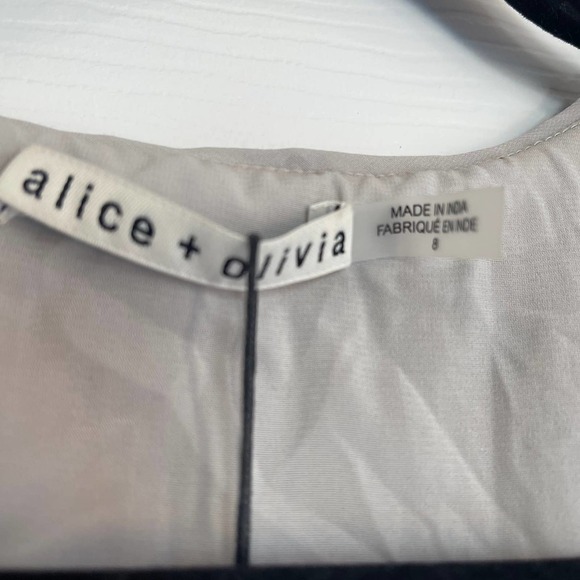 alice + olivia
MADE IN INDIA
FABRIQUÉ EN INDE
8